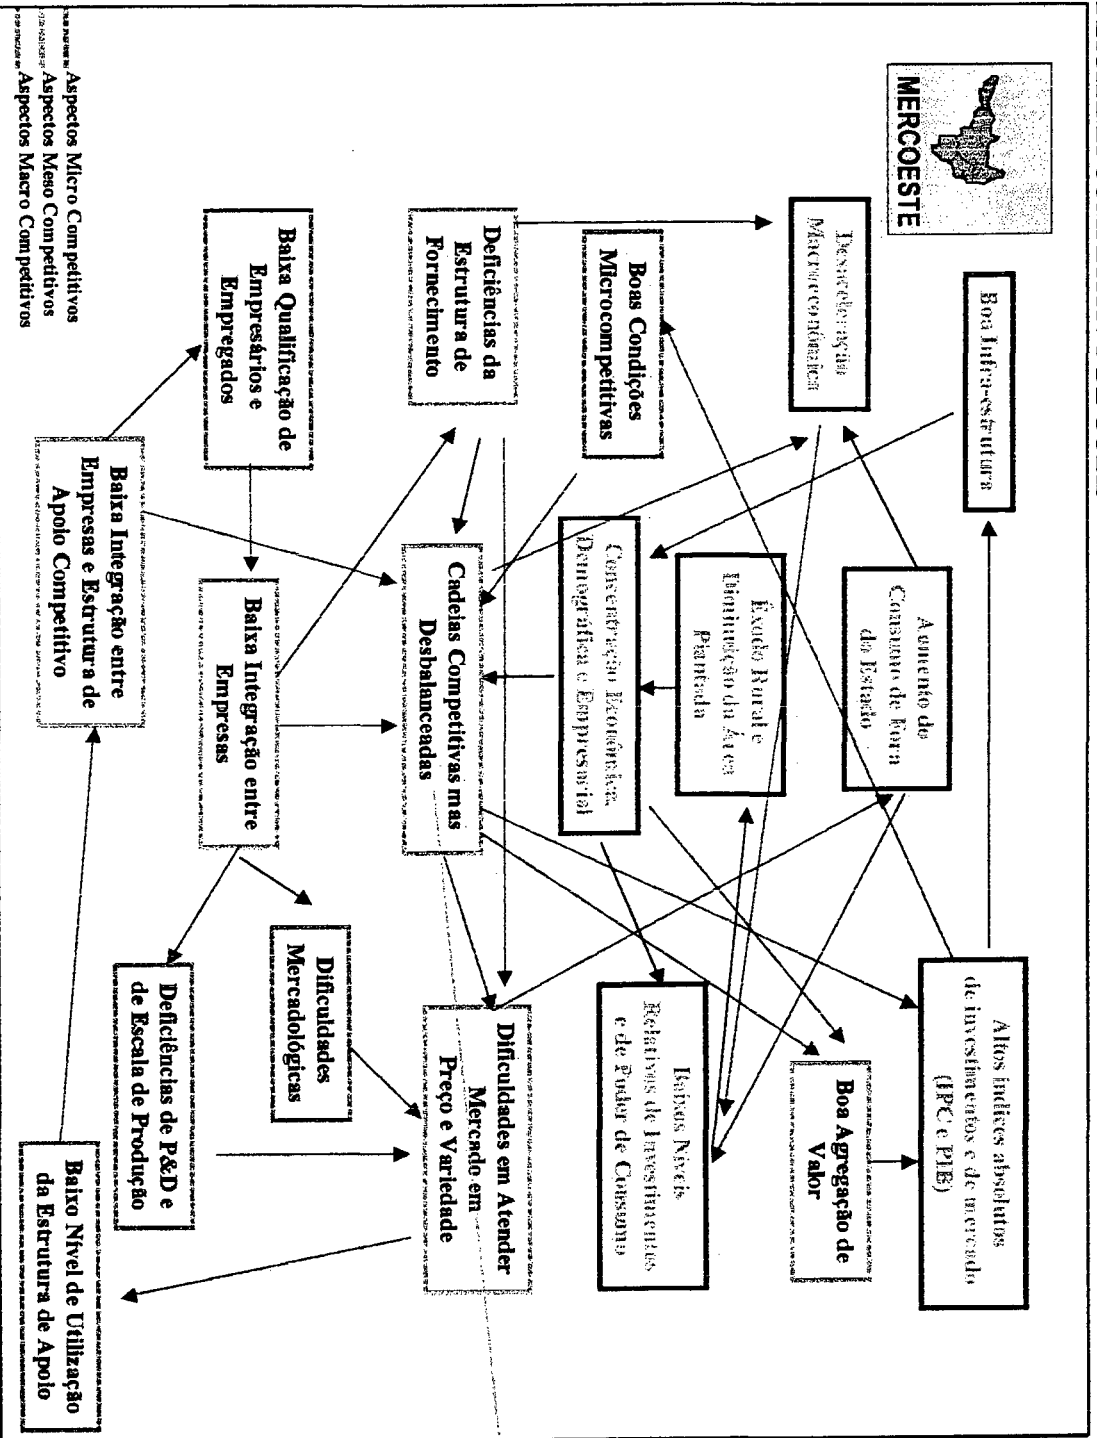 MERCOESTE
Boa Infra-estrutura
Altos índices absolutos
de investimentos e de mercado
(IPC e PIB)
Desaceleração
Macroeconômica
Aumento do
Consumo de Fora
do Estado
Boa Agregação de
Valor
Boas Condições
Microcompetitivas
Êxodo Rural e
Diminuição da Área
Plantada
Concentração Econômica,
Demográfica e Empresarial
Baixos Níveis
Relativos de Investimentos
e de Poder de Consumo
Deficiências da
Estrutura de
Fornecimento
Cadeias Competitivas mas
Desbalanceadas
Dificuldades em Atender
Mercado em
Preço e Variedade
Baixa Qualificação de
Empresários e
Empregados
Baixa Integração entre
Empresas
Dificuldades
Mercadológicas
Deficiências de P&D e
de Escala de Produção
Baixa Integração entre
Empresas e Estrutura de
Apoio Competitivo
Baixo Nível de Utilização
da Estrutura de Apoio
Aspectos Micro Competitivos
Aspectos Meso Competitivos
Aspectos Macro Competitivos